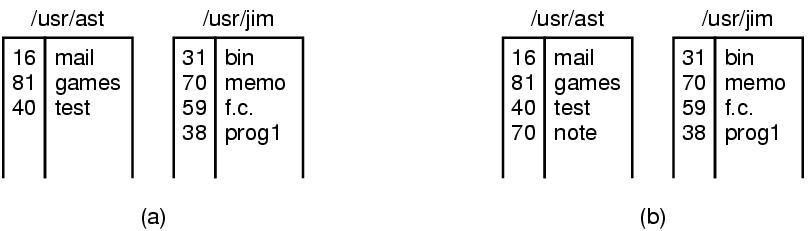 /usr/ast
16 mail
81 games
40 test
/usr/jim
31 bin
70 memo
59 f.c.
38 prog1
(a)
/usr/ast
16 mail
81 games
40 test
70 note
/usr/jim
31 bin
70 memo
59 f.c.
38 prog1
(b)